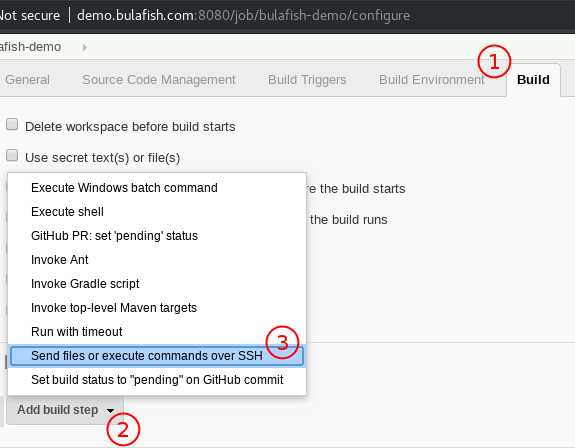 Not secure | demo.bulafish.com:8080/job/bulafish-demo/configure
afish-demo
General Source Code Management Build Triggers Build Environment 1 Build
Delete workspace before build starts
Use secret text(s) or file(s)
Execute Windows batch command
re the build starts
Execute shell
the build runs
GitHub PR: set 'pending' status
Invoke Ant
Invoke Gradle script
Invoke top-level Maven targets
Run with timeout
Send files or execute commands over SSH 3
Set build status to "pending" on GitHub commit
Add build step 2